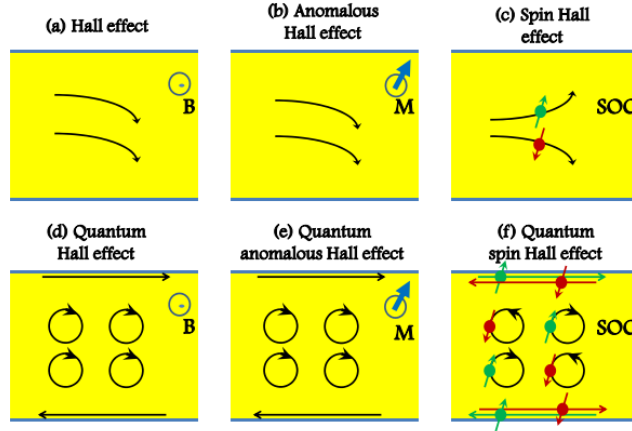 (a) Hall effect
(b) Anomalous
Hall effect
(c) Spin Hall
effect
B
M
SOC
(d) Quantum
Hall effect
(e) Quantum
anomalous Hall effect
(f) Quantum
spin Hall effect
B
M
SOC